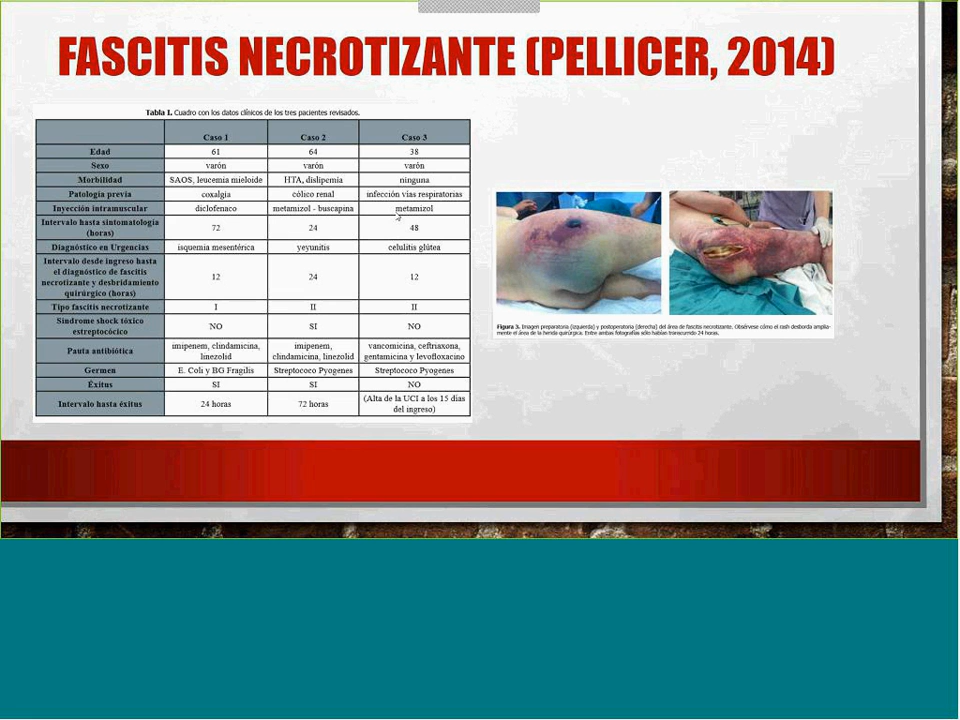 FASCITIS NECROTIZANTE (PELLICER, 2014)
Tabla I. Cuadro con los datos clínicos de los tres pacientes revisados.
Caso 1 Caso 2 Caso 3
Edad 61 64 38
Sexo varón varón varón
Morbilidad SAOS, leucemia mieloide HTA, dislipemia ninguna
Patología previa coxalgia cólico renal infección vías respiratorias
Inyección intramuscular diclofenaco metamizol - buscapina metamizol
Intervalo hasta sintomatología
(horas) 72 24 48
Diagnóstico en Urgencias isquemia mesentérica yeyunitis celulitis glútea
Intervalo desde ingreso hasta
el diagnóstico de fascitis
necrotizante y desbridamiento
quirúrgico (horas) 12 24 12
Tipo fascitis necrotizante I II II
Síndrome shock tóxico
estreptocócico NO SI NO
Pauta antibiótica imipenem, clindamicina, linezolid imipenem, clindamicina, linezolid vancomicina, ceftriaxona, gentamicina y levofloxacino
Germen E. Coli y BG Fragilis Streptococo Pyogenes Streptococo Pyogenes
Éxitus SI SI NO
Intervalo hasta éxitus 24 horas 72 horas (Alta de la UCI a los 15 días del ingreso)
Figura 3. Imagen preparatoria (izquierda) y postoperatoria (derecha) del área de fascitis necrotizante. Obsérvese cómo el rash desborda amplia-
mente el área de la herida quirúrgica. Entre ambas fotografías sólo habían transcurrido 24 horas.